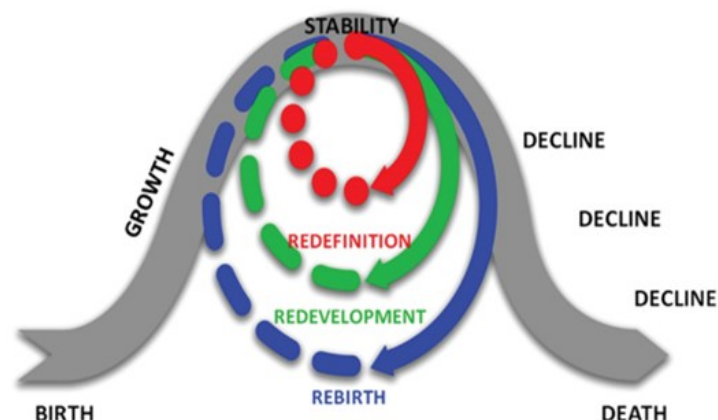 STABILITY
GROWTH
DECLINE
DECLINE
REDEFINITION
DECLINE
REDEVELOPMENT
REBIRTH
BIRTH
DEATH